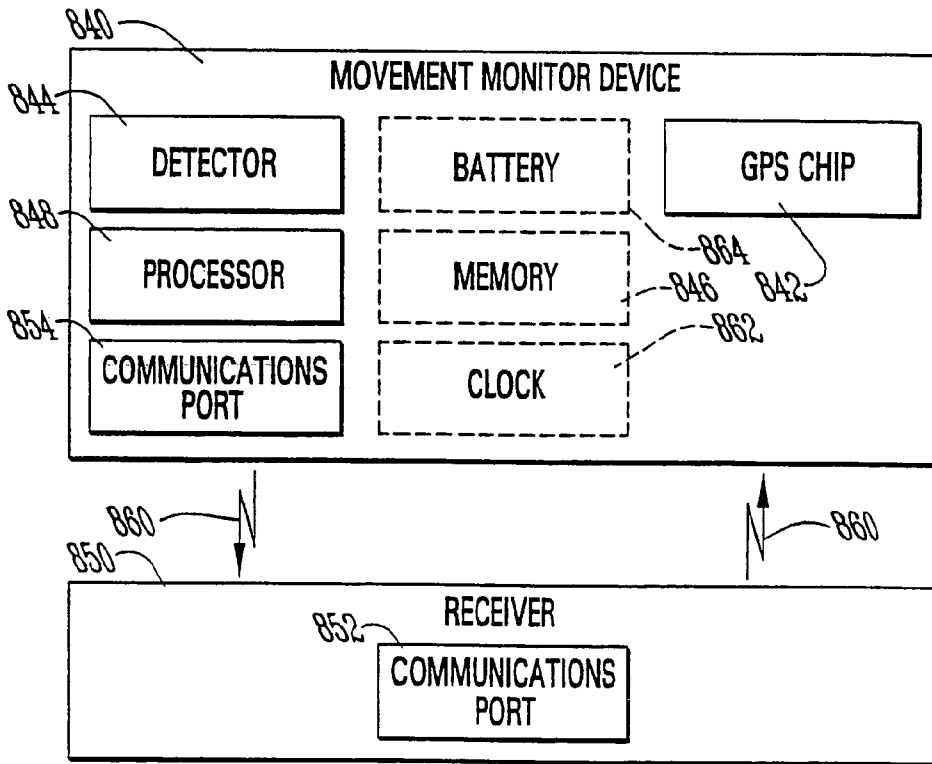 840
MOVEMENT MONITOR DEVICE
844
DETECTOR
BATTERY
GPS CHIP
848
864
PROCESSOR
MEMORY
846
842
854
862
COMMUNICATIONS
PORT
CLOCK
860
860
850
RECEIVER
852
COMMUNICATIONS
PORT